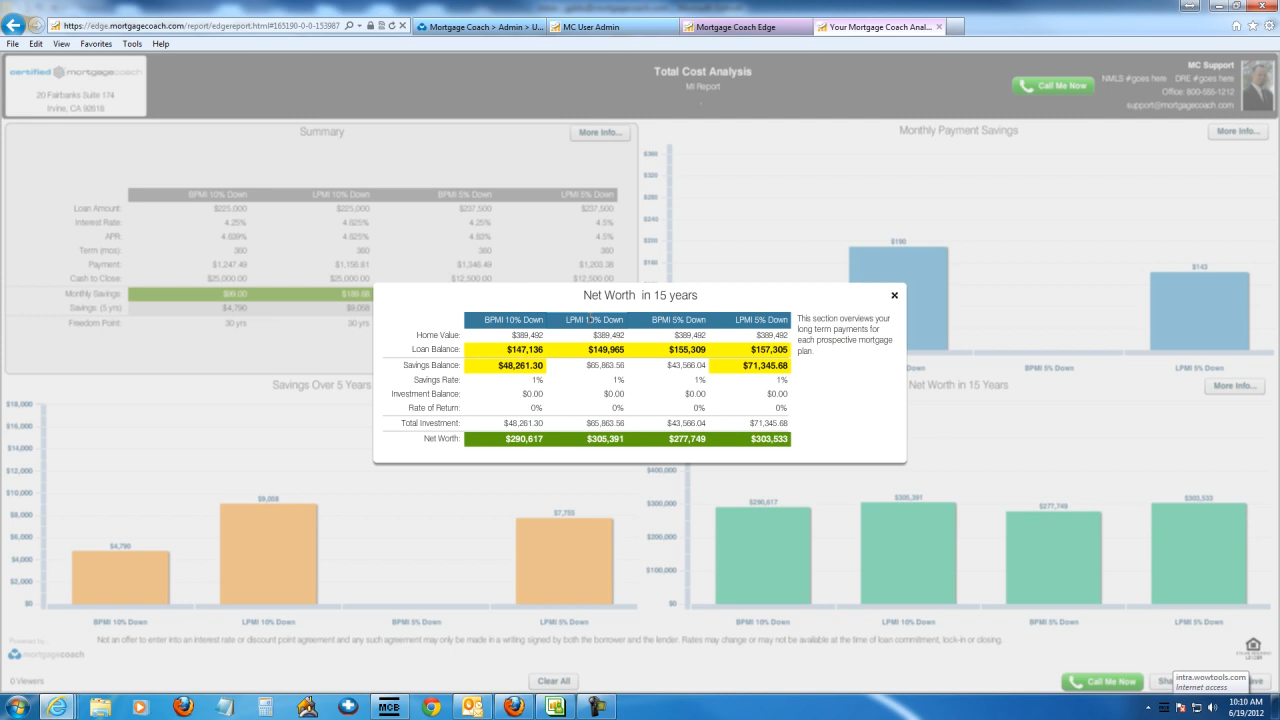 https://edge.mortgagecoach.com/report/edgereport.html#165190-0-0-153987
Mortgage Coach > Admin > U...
MC User Admin
Mortgage Coach Edge
Your Mortgage Coach Anal...
File Edit View Favorites Tools Help
certified mortgagecoach
20 Fairbanks Suite 174
Irvine, CA 92618
Total Cost Analysis
MI Report
Call Me Now
MC Support
NMLS #goes here DRE #goes here
Office: 800-555-1212
support@mortgagecoach.com
Summary
More Info...
BPMI 10% Down LPMI 10% Down BPMI 5% Down LPMI 5% Down
Loan Amount: $225,000 $225,000 $237,500 $237,500
Interest Rate: 4.25% 4.625% 4.25% 4.5%
APR: 4.639% 4.625% 4.83% 4.5%
Term (mos): 360 360 360 360
Payment: $1,247.49 $1,156.81 $1,346.49 $1,203.38
Cash to Close: $25,000.00 $25,000.00 $12,500.00 $12,500.00
Monthly Savings: $99.00 $189.68
Savings: (5 yrs) $4,790 $9,058
Freedom Point: 30 yrs 30 yrs
Monthly Payment Savings
More Info...
$360
$320
$280
$240
$200
$160
$190
$143
Down
BPMI 5% Down
LPMI 5% Down
Net Worth in 15 years
BPMI 10% Down LPMI 10% Down BPMI 5% Down LPMI 5% Down
Home Value: $389,492 $389,492 $389,492 $389,492
Loan Balance: $147,136 $149,965 $155,309 $157,305
Savings Balance: $48,261.30 $65,863.56 $43,566.04 $71,345.68
Savings Rate: 1% 1% 1% 1%
Investment Balance: $0.00 $0.00 $0.00 $0.00
Rate of Return: 0% 0% 0% 0%
Total Investment: $48,261.30 $65,863.56 $43,566.04 $71,345.68
Net Worth: $290,617 $305,391 $277,749 $303,533
This section overviews your
long term payments for
each prospective mortgage
plan.
Savings Over 5 Years
$18,000
$16,000
$14,000
$12,000
$10,000
$8,000
$6,000
$4,000
$2,000
$0
$4,790
$9,058
$7,755
BPMI 10% Down
LPMI 10% Down
BPMI 5% Down
LPMI 5% Down
Net Worth in 15 Years
More Info...
$400,000
$300,000
$200,000
$100,000
$0
$290,617
$305,391
$277,749
$303,533
BPMI 10% Down
LPMI 10% Down
BPMI 5% Down
LPMI 5% Down
Powered by...
Not an offer to enter into an interest rate or discount point agreement and any such agreement may only be made in a writing signed by both the borrower and the lender. Rates may change or may not be available at the time of loan commitment, lock-in or closing.
mortgagecoach
0 Viewers
Clear All
Call Me Now
intra.wowtools.com
Internet access
MCB
10:10 AM
6/19/2012